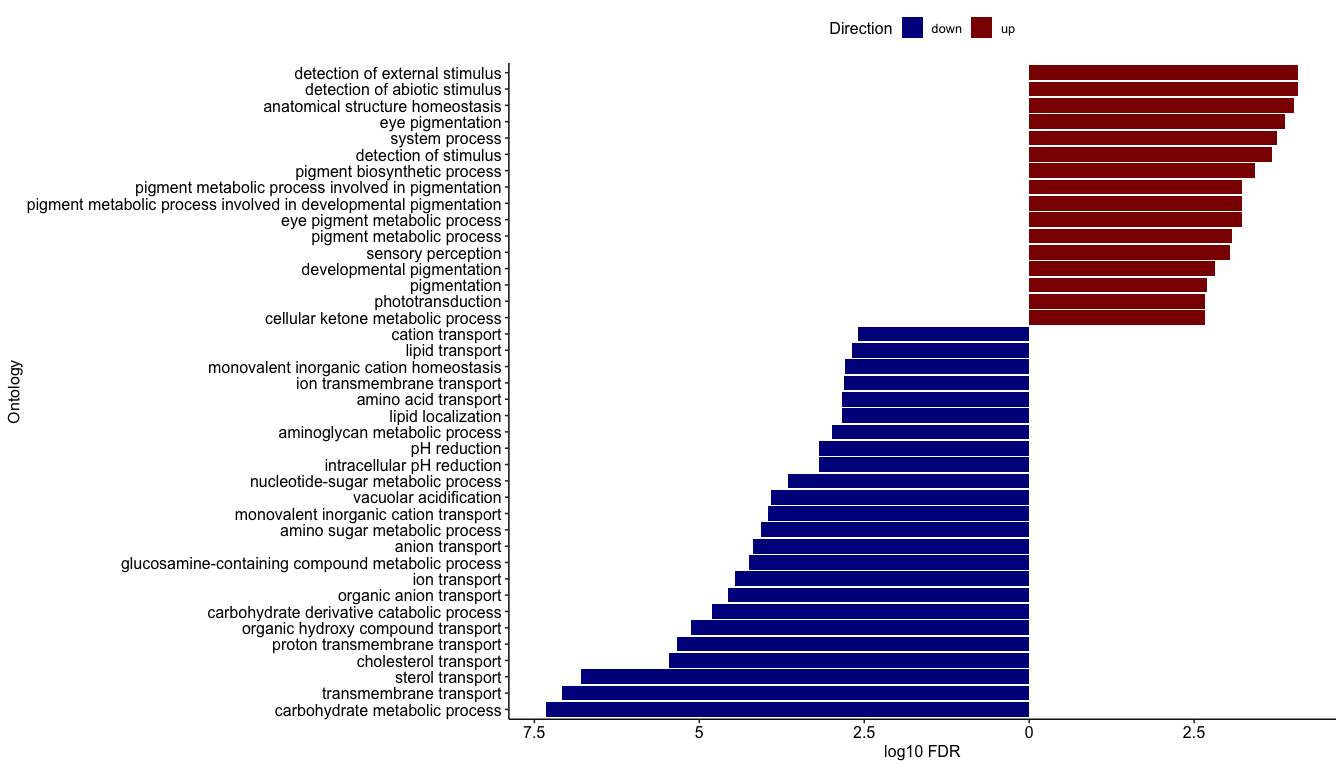 Direction down up
detection of external stimulus
detection of abiotic stimulus
anatomical structure homeostasis
eye pigmentation
system process
detection of stimulus
pigment biosynthetic process
pigment metabolic process involved in pigmentation
pigment metabolic process involved in developmental pigmentation
eye pigment metabolic process
pigment metabolic process
sensory perception
developmental pigmentation
pigmentation
phototransduction
cellular ketone metabolic process
cation transport
lipid transport
monovalent inorganic cation homeostasis
ion transmembrane transport
amino acid transport
lipid localization
aminoglycan metabolic process
pH reduction
intracellular pH reduction
nucleotide-sugar metabolic process
vacuolar acidification
monovalent inorganic cation transport
amino sugar metabolic process
anion transport
glucosamine-containing compound metabolic process
ion transport
organic anion transport
carbohydrate derivative catabolic process
organic hydroxy compound transport
proton transmembrane transport
cholesterol transport
sterol transport
transmembrane transport
carbohydrate metabolic process
Ontology
7.5 5 2.5 0 2.5
log10 FDR